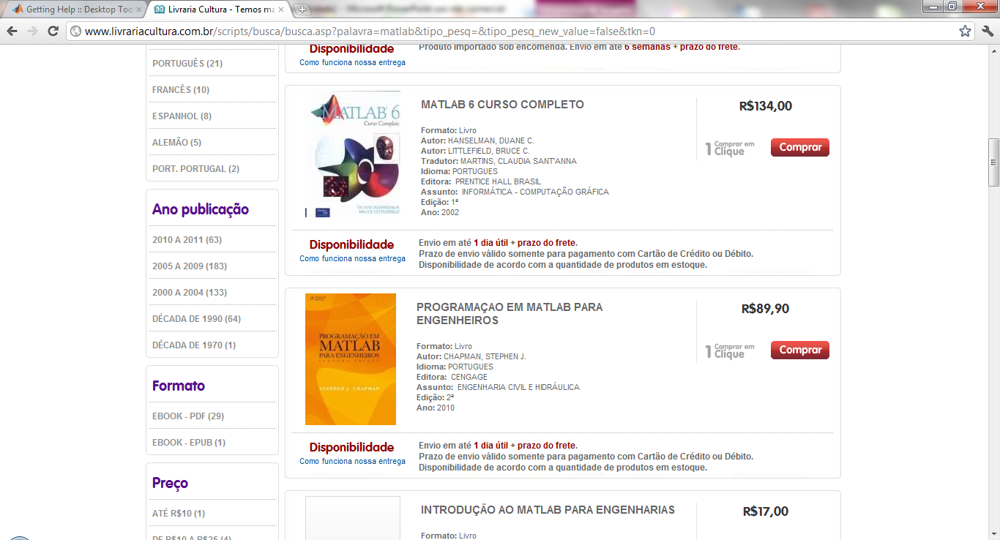 Getting Help :: Desktop Too
Livraria Cultura - Temos ma
Microsoft PowerPoint uso não comercial
www.livrariacultura.com.br/scripts/busca/busca.asp?palavra=matlab&tipo_pesq=&tipo_pesq_new_value=false&tkn=0
PORTUGUÊS (21)
FRANCÊS (10)
ESPANHOL (8)
ALEMÃO (5)
PORT. PORTUGAL (2)
Ano publicação
2010 A 2011 (63)
2005 A 2009 (183)
2000 A 2004 (133)
DÉCADA DE 1990 (64)
DÉCADA DE 1970 (1)
Formato
EBOOK - PDF (29)
EBOOK - EPUB (1)
Preço
ATÉ R$10 (1)
DE R$10 A R$25 (4)
Disponibilidade
Como funciona nossa entrega
Produto importado sob encomenda. Envio em até 6 semanas + prazo do frete.
MATLAB 6
Curso Completo
MATLAB 6 CURSO COMPLETO
Formato: Livro
Autor: HANSELMAN, DUANE C.
Autor: LITTLEFIELD, BRUCE C.
Tradutor: MARTINS, CLAUDIA SANT'ANNA
Idioma: PORTUGUES
Editora: PRENTICE HALL BRASIL
Assunto: INFORMÁTICA - COMPUTAÇÃO GRÁFICA
Edição: 1ª
Ano: 2002
R$134,00
1 Comprar em
Clique
Comprar
Disponibilidade
Como funciona nossa entrega
Envio em até 1 dia útil + prazo do frete.
Prazo de envio válido somente para pagamento com Cartão de Crédito ou Débito.
Disponibilidade de acordo com a quantidade de produtos em estoque.
PROGRAMAÇÃO EM
MATLAB
PARA ENGENHEIROS
STEPHEN J. CHAPMAN
PROGRAMAÇAO EM MATLAB PARA
ENGENHEIROS
Formato: Livro
Autor: CHAPMAN, STEPHEN J.
Idioma: PORTUGUES
Editora: CENGAGE
Assunto: ENGENHARIA CIVIL E HIDRÁULICA
Edição: 2ª
Ano: 2010
R$89,90
1 Comprar em
Clique
Comprar
Disponibilidade
Como funciona nossa entrega
Envio em até 1 dia útil + prazo do frete.
Prazo de envio válido somente para pagamento com Cartão de Crédito ou Débito.
Disponibilidade de acordo com a quantidade de produtos em estoque.
INTRODUÇÃO AO MATLAB PARA ENGENHARIAS
Formato: Livro
R$17,00